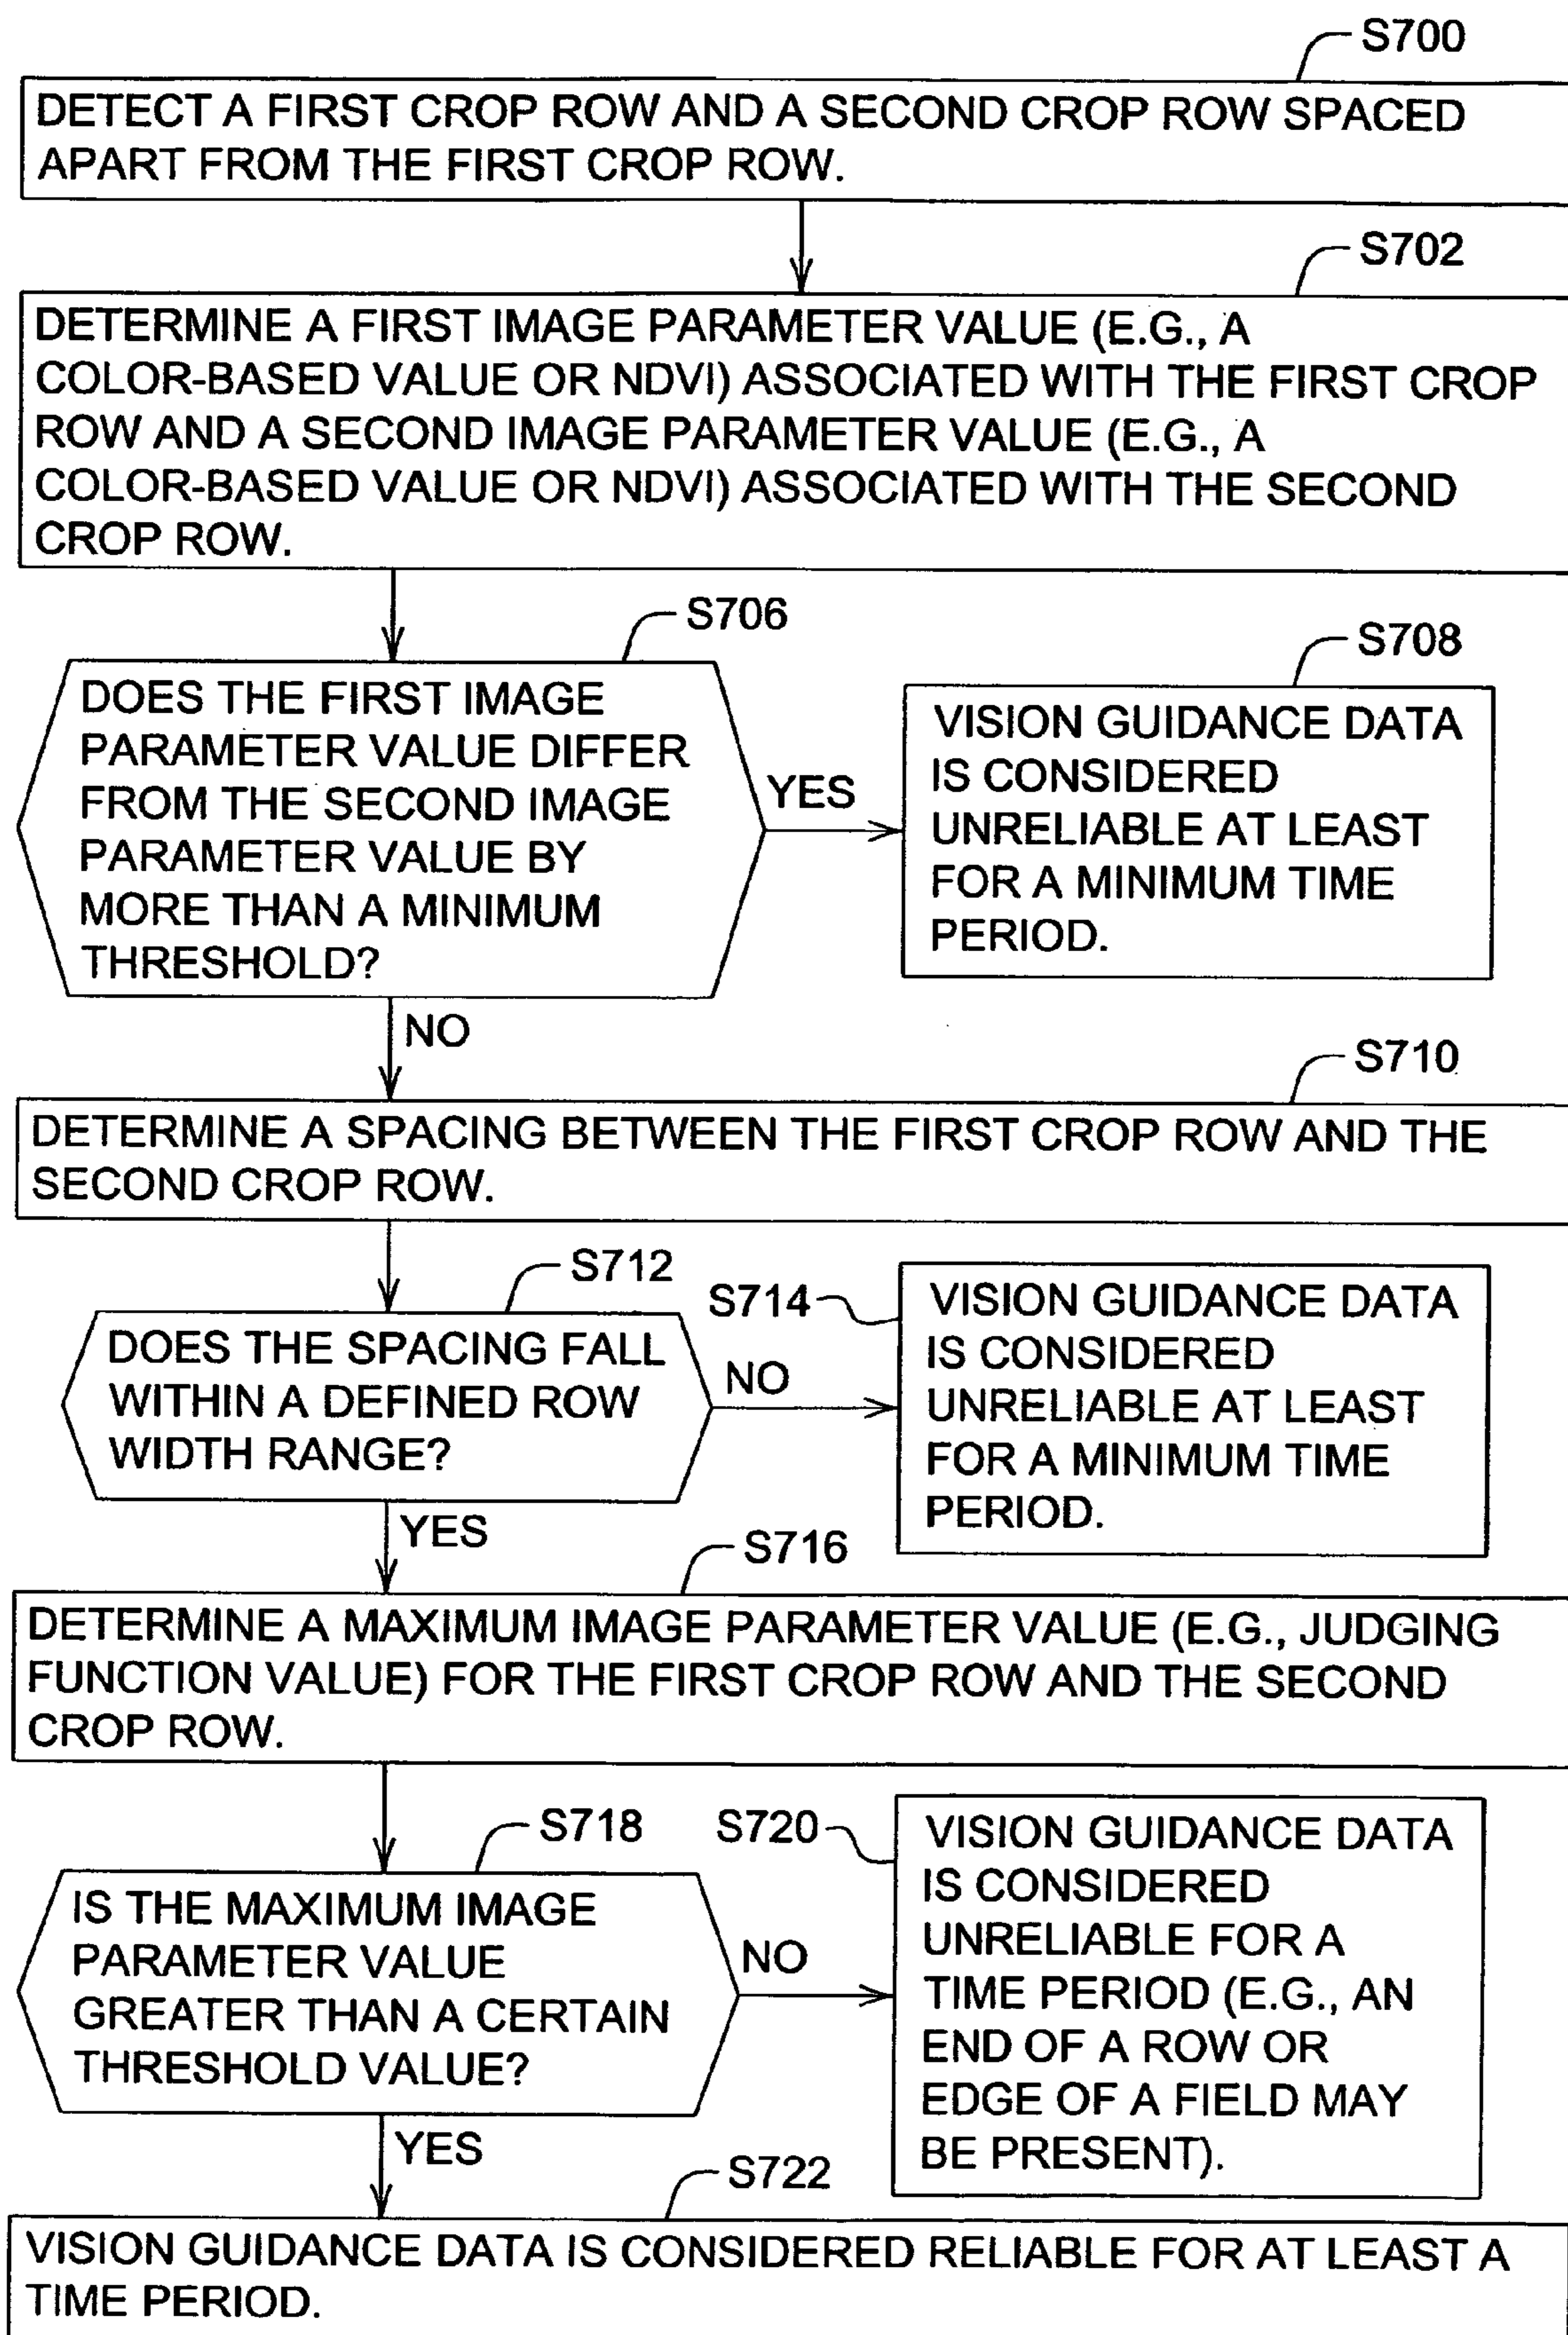 S700
DETECT A FIRST CROP ROW AND A SECOND CROP ROW SPACED
APART FROM THE FIRST CROP ROW.
S702
DETERMINE A FIRST IMAGE PARAMETER VALUE (E.G., A
COLOR-BASED VALUE OR NDVI) ASSOCIATED WITH THE FIRST CROP
ROW AND A SECOND IMAGE PARAMETER VALUE (E.G., A
COLOR-BASED VALUE OR NDVI) ASSOCIATED WITH THE SECOND
CROP ROW.
S706
DOES THE FIRST IMAGE
PARAMETER VALUE DIFFER
FROM THE SECOND IMAGE
PARAMETER VALUE BY
MORE THAN A MINIMUM
THRESHOLD?
YES
S708
VISION GUIDANCE DATA
IS CONSIDERED
UNRELIABLE AT LEAST
FOR A MINIMUM TIME
PERIOD.
NO
S710
DETERMINE A SPACING BETWEEN THE FIRST CROP ROW AND THE
SECOND CROP ROW.
S712
DOES THE SPACING FALL
WITHIN A DEFINED ROW
WIDTH RANGE?
NO
S714
VISION GUIDANCE DATA
IS CONSIDERED
UNRELIABLE AT LEAST
FOR A MINIMUM TIME
PERIOD.
YES
S716
DETERMINE A MAXIMUM IMAGE PARAMETER VALUE (E.G., JUDGING
FUNCTION VALUE) FOR THE FIRST CROP ROW AND THE SECOND
CROP ROW.
S718
IS THE MAXIMUM IMAGE
PARAMETER VALUE
GREATER THAN A CERTAIN
THRESHOLD VALUE?
NO
S720
VISION GUIDANCE DATA
IS CONSIDERED
UNRELIABLE FOR A
TIME PERIOD (E.G., AN
END OF A ROW OR
EDGE OF A FIELD MAY
BE PRESENT).
YES
S722
VISION GUIDANCE DATA IS CONSIDERED RELIABLE FOR AT LEAST A
TIME PERIOD.